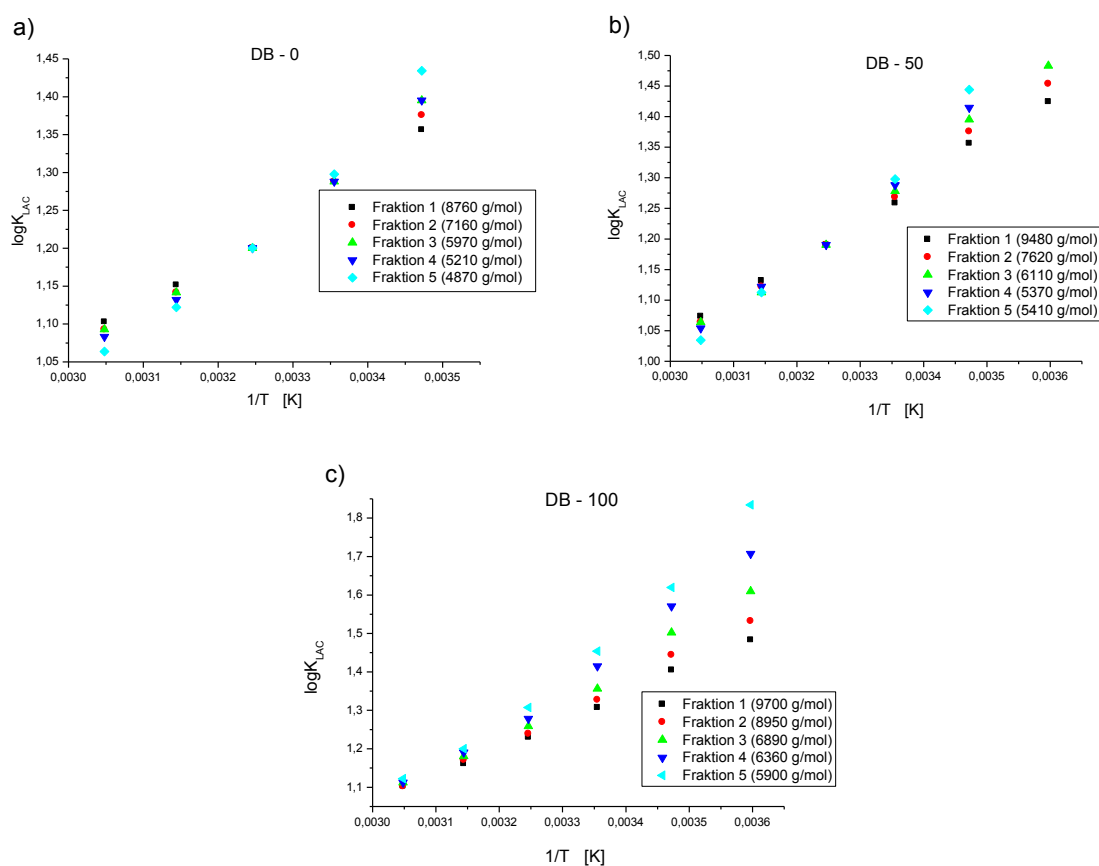 a)
DB - 0
1,45
1,40
1,35
1,30
1,25
1,20
1,15
1,10
1,05
logK_LAC
Fraktion 1 (8760 g/mol)
Fraktion 2 (7160 g/mol)
Fraktion 3 (5970 g/mol)
Fraktion 4 (5210 g/mol)
Fraktion 5 (4870 g/mol)
0,0030 0,0031 0,0032 0,0033 0,0034 0,0035
1/T [K]
b)
DB - 50
1,50
1,45
1,40
1,35
1,30
1,25
1,20
1,15
1,10
1,05
1,00
logK_LAC
Fraktion 1 (9480 g/mol)
Fraktion 2 (7620 g/mol)
Fraktion 3 (6110 g/mol)
Fraktion 4 (5370 g/mol)
Fraktion 5 (5410 g/mol)
0,0030 0,0031 0,0032 0,0033 0,0034 0,0035 0,0036
1/T [K]
c)
DB - 100
1,8
1,7
1,6
1,5
1,4
1,3
1,2
1,1
logK_LAC
Fraktion 1 (9700 g/mol)
Fraktion 2 (8950 g/mol)
Fraktion 3 (6890 g/mol)
Fraktion 4 (6360 g/mol)
Fraktion 5 (5900 g/mol)
0,0030 0,0031 0,0032 0,0033 0,0034 0,0035 0,0036
1/T [K]